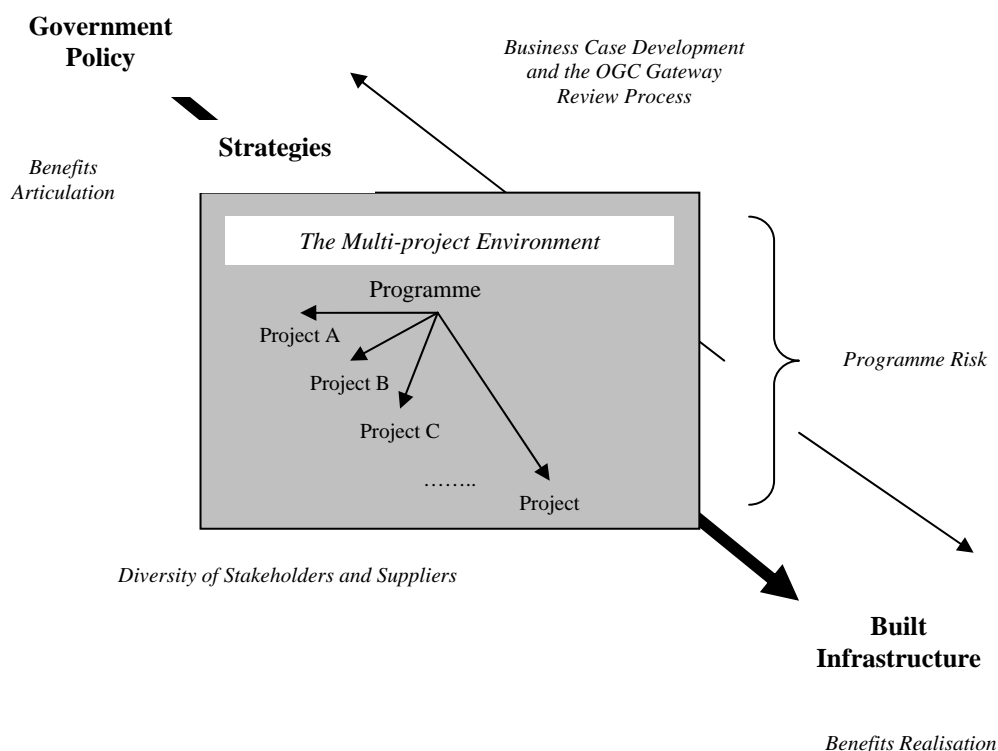 Government
Policy
Business Case Development
and the OGC Gateway
Review Process
Strategies
Benefits
Articulation
The Multi-project Environment
Programme
Project A
Project B
Project C
........
Project
Programme Risk
Diversity of Stakeholders and Suppliers
Built
Infrastructure
Benefits Realisation